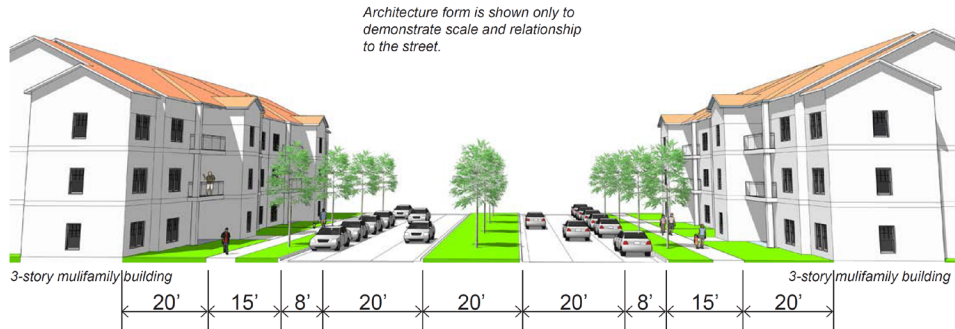 Architecture form is shown only to
demonstrate scale and relationship
to the street.
3-story mulifamily building
3-story mulifamily building
20' 15' 8' 20' 20' 20' 8' 15' 20'